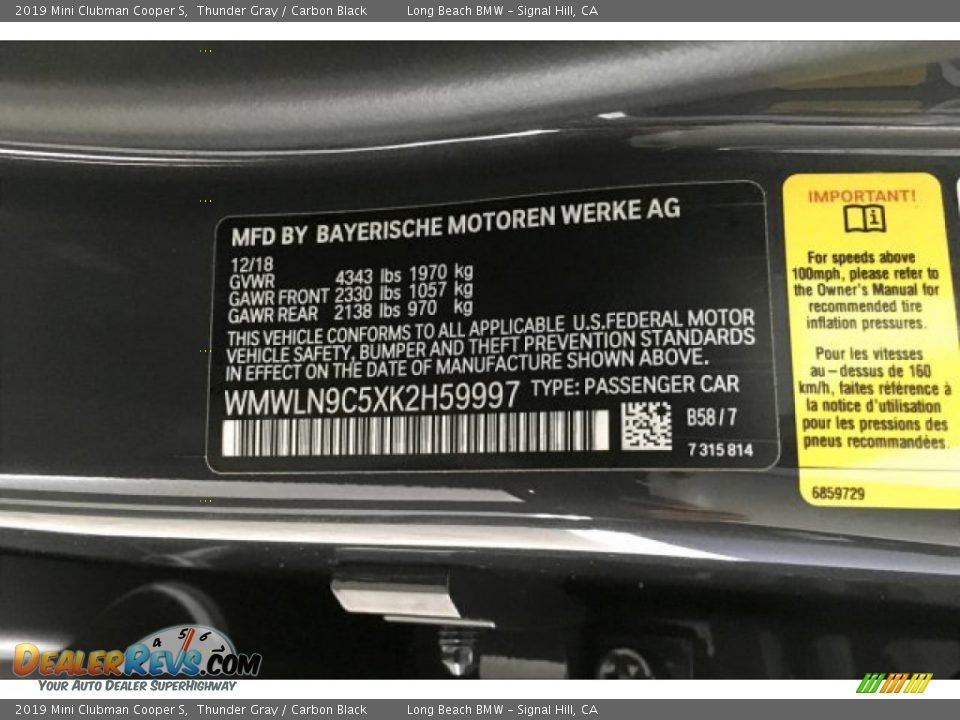 2019 Mini Clubman Cooper S, Thunder Gray / Carbon Black Long Beach BMW - Signal Hill, CA
MFD BY BAYERISCHE MOTOREN WERKE AG
12/18
GVWR 4343 lbs 1970 kg
GAWR FRONT 2330 lbs 1057 kg
GAWR REAR 2138 lbs 970 kg
THIS VEHICLE CONFORMS TO ALL APPLICABLE U.S.FEDERAL MOTOR
VEHICLE SAFETY, BUMPER AND THEFT PREVENTION STANDARDS
IN EFFECT ON THE DATE OF MANUFACTURE SHOWN ABOVE.
WMWLN9C5XK2H59997 TYPE: PASSENGER CAR
B58/7
7 315 814
IMPORTANT!
For speeds above
100mph, please refer to
the Owner's Manual for
recommended tire
inflation pressures.
Pour les vitesses
au-dessus de 160
km/h, faites référence à
la notice d'utilisation
pour les pressions des
pneus recommandées.
6859729
4 5 6
DEALERREVS.COM
YOUR AUTO DEALER SUPERHIGHWAY
2019 Mini Clubman Cooper S, Thunder Gray / Carbon Black Long Beach BMW - Signal Hill, CA